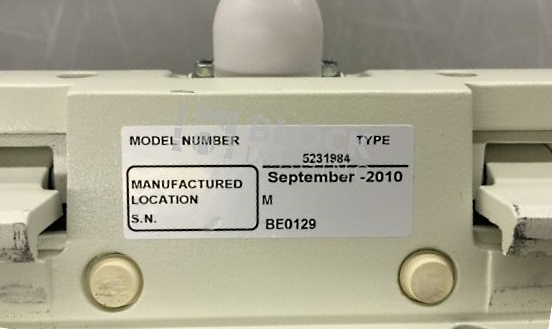 MODEL NUMBER TYPE
5231984
MANUFACTURED September -2010
LOCATION M
S.N. BE0129